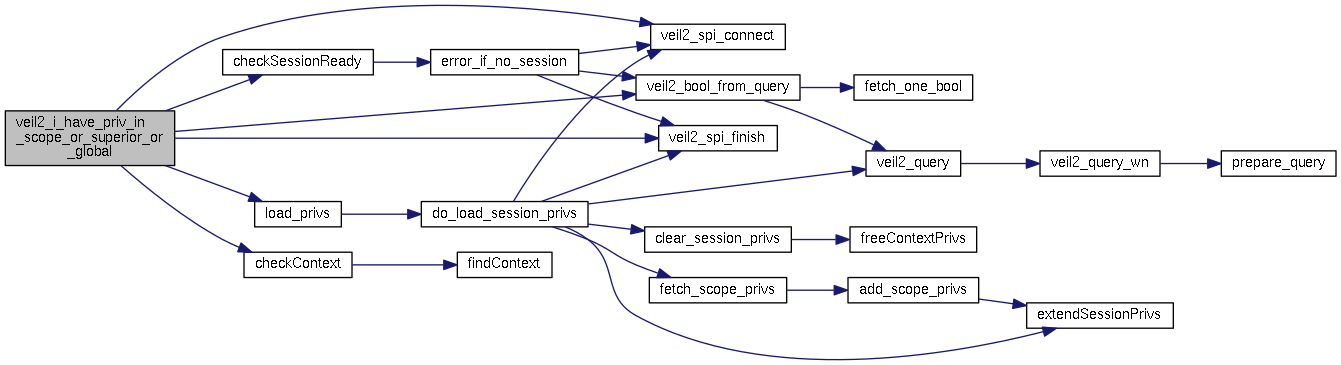 veil2_spi_connect
checkSessionReady
error_if_no_session
veil2_bool_from_query
fetch_one_bool
veil2_i_have_priv_in
_scope_or_superior_or
_global
veil2_spi_finish
veil2_query
veil2_query_wn
prepare_query
load_privs
do_load_session_privs
clear_session_privs
freeContextPrivs
checkContext
findContext
fetch_scope_privs
add_scope_privs
extendSessionPrivs